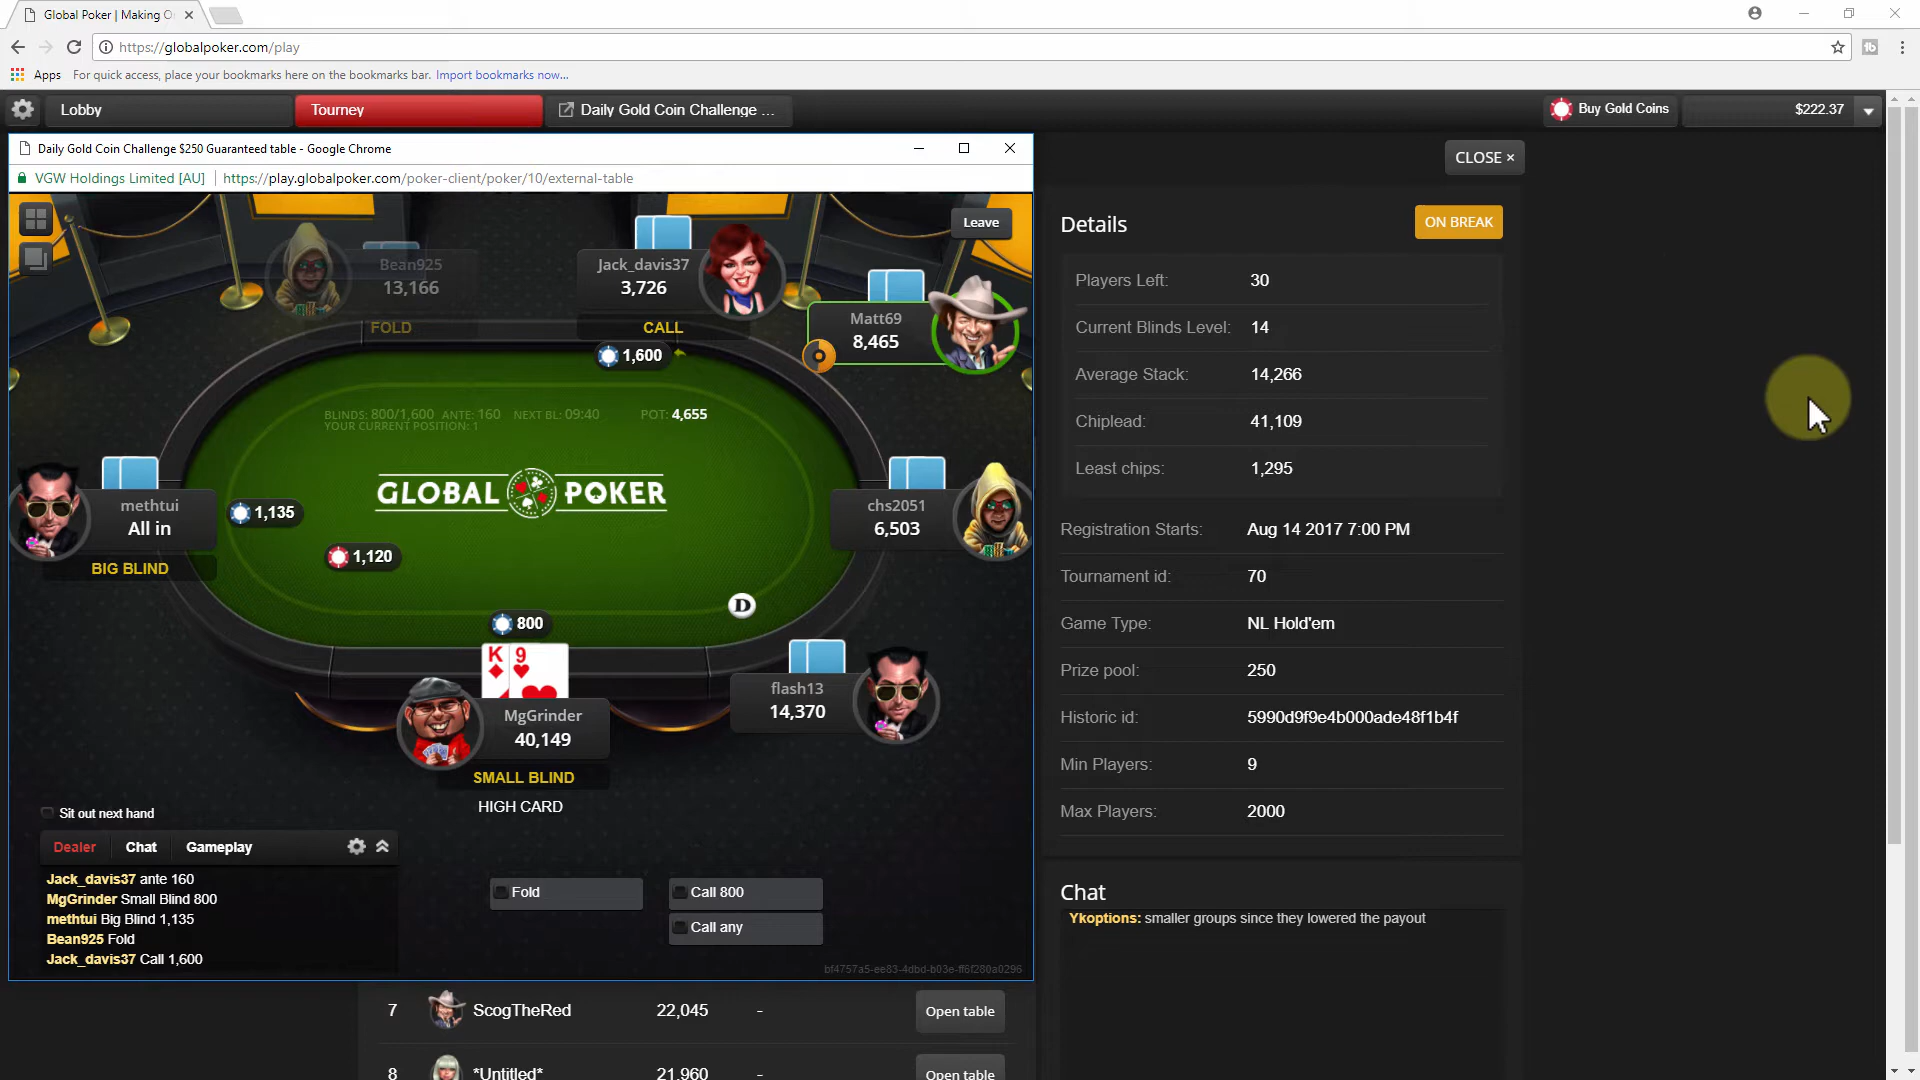 Global Poker | Making O
https://globalpoker.com/play
Apps For quick access, place your bookmarks here on the bookmarks bar. Import bookmarks now...
Lobby Tourney Daily Gold Coin Challenge ... Buy Gold Coins $222.37
Daily Gold Coin Challenge $250 Guaranteed table - Google Chrome
VGW Holdings Limited [AU] https://play.globalpoker.com/poker-client/poker/10/external-table
Leave
Bean925
13,166
FOLD
Jack_davis37
3,726
CALL
1,600
Matt69
8,465
BLINDS: 800/1,600 ANTE: 160 NEXT BL: 09:40 POT: 4,655
YOUR CURRENT POSITION: 1
GLOBAL POKER
methtui
All in
BIG BLIND
1,135
1,120
chs2051
6,503
D
800
K 9
MgGrinder
40,149
SMALL BLIND
HIGH CARD
flash13
14,370
Sit out next hand
Dealer Chat Gameplay
Jack_davis37 ante 160
MgGrinder Small Blind 800
methtui Big Blind 1,135
Bean925 Fold
Jack_davis37 Call 1,600
Fold Call 800
Call any
bf4757a5-ee83-4dbd-b03e-ff6f280a0296
7 ScogTheRed 22,045 - Open table
8 *Untitled* 21,960 - Open table
CLOSE ×
Details ON BREAK
Players Left: 30
Current Blinds Level: 14
Average Stack: 14,266
Chiplead: 41,109
Least chips: 1,295
Registration Starts: Aug 14 2017 7:00 PM
Tournament id: 70
Game Type: NL Hold'em
Prize pool: 250
Historic id: 5990d9f9e4b000ade48f1b4f
Min Players: 9
Max Players: 2000
Chat
Ykoptions: smaller groups since they lowered the payout